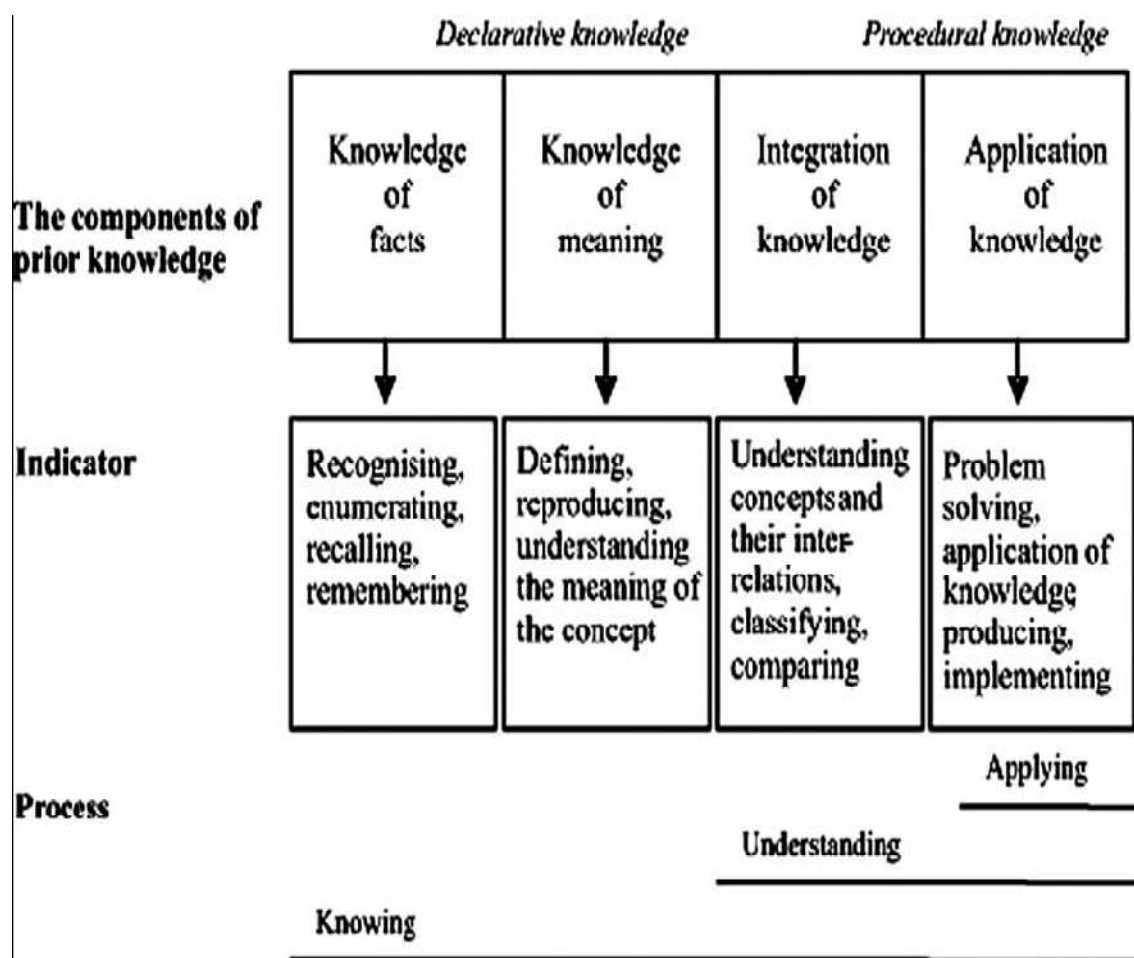 Declarative knowledge
Procedural knowledge
The components of
prior knowledge
Knowledge
of
facts
Knowledge
of
meaning
Integration
of
knowledge
Application
of
knowledge
Indicator
Recognising,
enumerating,
recalling,
remembering
Defining,
reproducing,
understanding
the meaning of
the concept
Understanding
concepts and
their inter-
relations,
classifying,
comparing
Problem
solving,
application of
knowledge,
producing,
implementing
Process
Applying
Understanding
Knowing